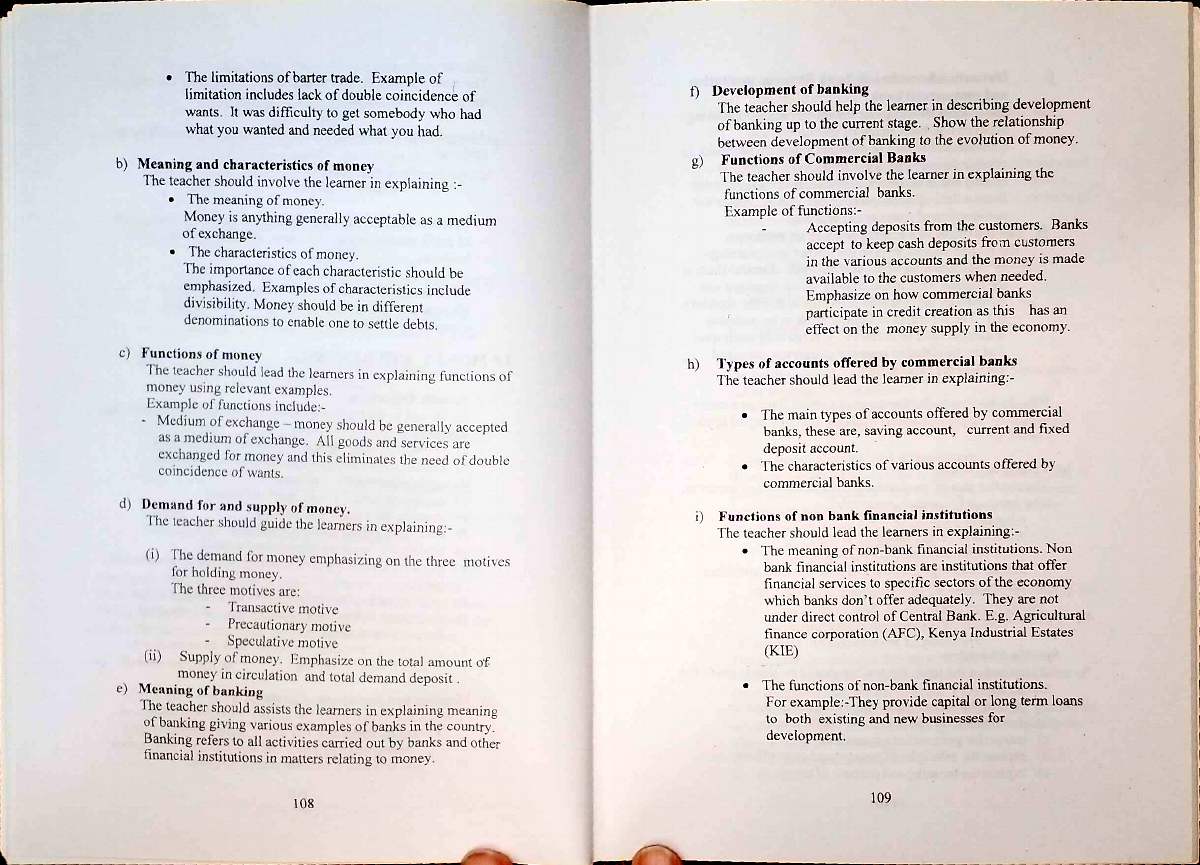 • The limitations of barter trade. Example of
limitation includes lack of double coincidence of
wants. It was difficulty to get somebody who had
what you wanted and needed what you had.
b) Meaning and characteristics of money
The teacher should involve the learner in explaining :-
• The meaning of money.
Money is anything generally acceptable as a medium
of exchange.
• The characteristics of money.
The importance of each characteristic should be
emphasized. Examples of characteristics include
divisibility. Money should be in different
denominations to enable one to settle debts.
c) Functions of money
The teacher should lead the learners in explaining functions of
money using relevant examples.
Example of functions include:-
- Medium of exchange – money should be generally accepted
as a medium of exchange. All goods and services are
exchanged for money and this eliminates the need of double
coincidence of wants.
d) Demand for and supply of money.
The teacher should guide the learners in explaining:-
(i) The demand for money emphasizing on the three motives
for holding money.
The three motives are:
- Transactive motive
- Precautionary motive
- Speculative motive
(ii) Supply of money. Emphasize on the total amount of
money in circulation and total demand deposit .
e) Meaning of banking
The teacher should assists the learners in explaining meaning
of banking giving various examples of banks in the country.
Banking refers to all activities carried out by banks and other
financial institutions in matters relating to money.
108
f) Development of banking
The teacher should help the learner in describing development
of banking up to the current stage. Show the relationship
between development of banking to the evolution of money.
g) Functions of Commercial Banks
The teacher should involve the learner in explaining the
functions of commercial banks.
Example of functions:-
- Accepting deposits from the customers. Banks
accept to keep cash deposits from customers
in the various accounts and the money is made
available to the customers when needed.
Emphasize on how commercial banks
participate in credit creation as this has an
effect on the money supply in the economy.
h) Types of accounts offered by commercial banks
The teacher should lead the learner in explaining:-
• The main types of accounts offered by commercial
banks, these are, saving account, current and fixed
deposit account.
• The characteristics of various accounts offered by
commercial banks.
i) Functions of non bank financial institutions
The teacher should lead the learners in explaining:-
• The meaning of non-bank financial institutions. Non
bank financial institutions are institutions that offer
financial services to specific sectors of the economy
which banks don't offer adequately. They are not
under direct control of Central Bank. E.g. Agricultural
finance corporation (AFC), Kenya Industrial Estates
(KIE)
• The functions of non-bank financial institutions.
For example:-They provide capital or long term loans
to both existing and new businesses for
development.
109